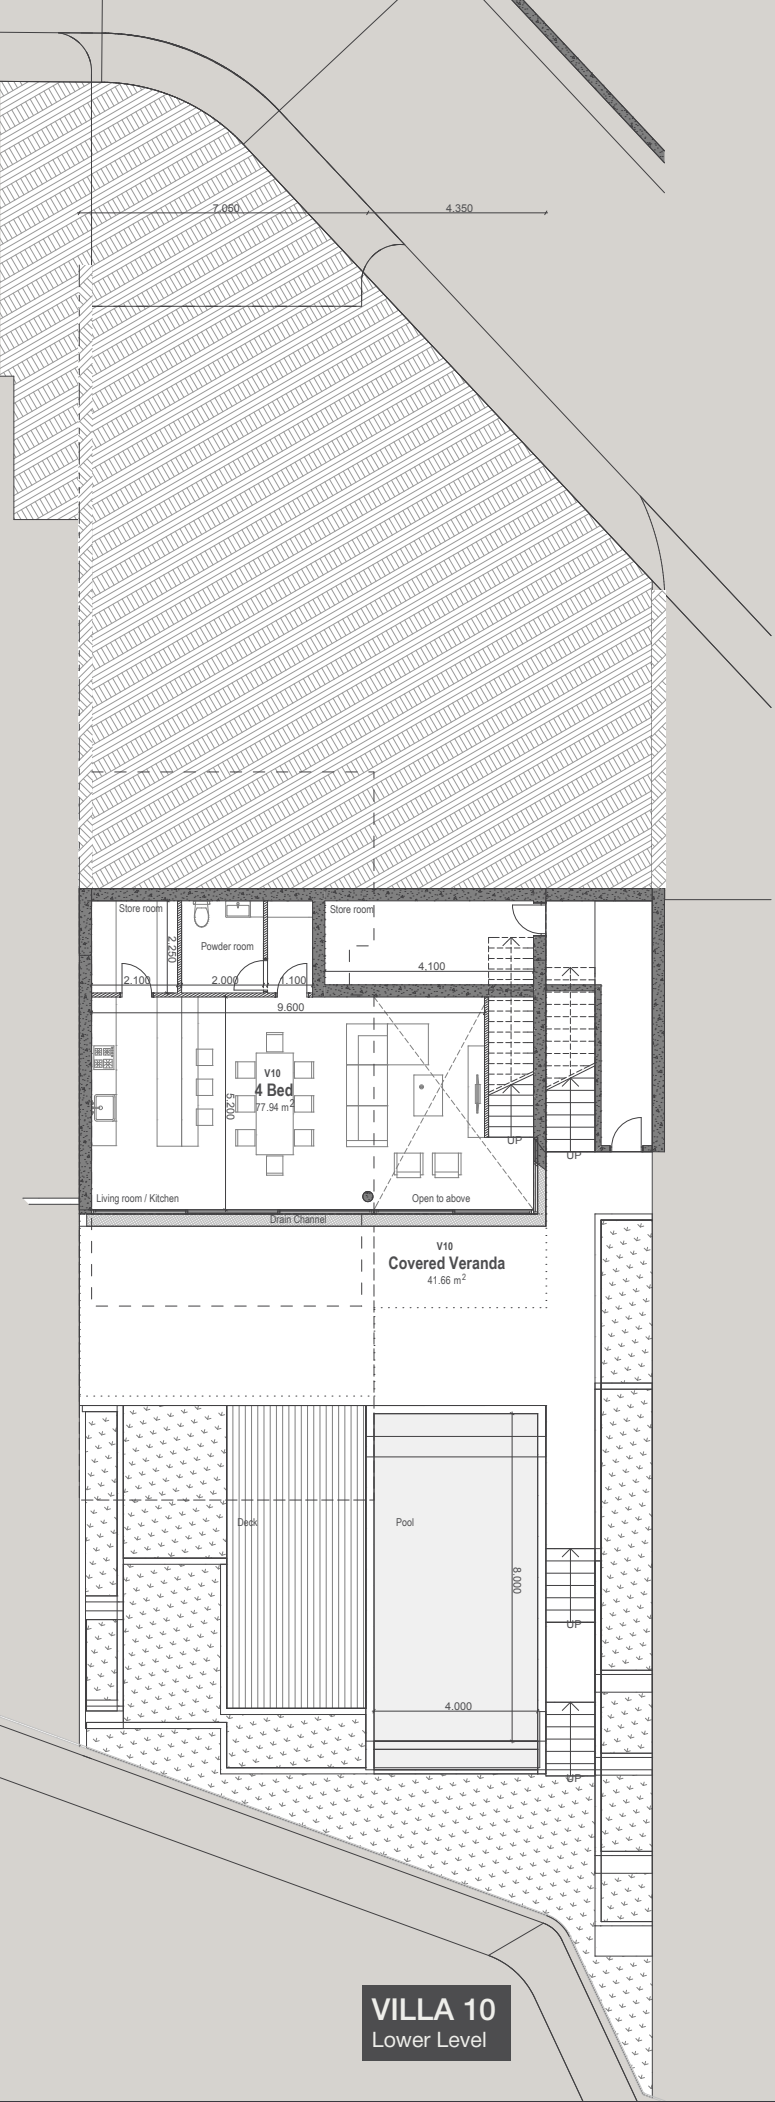 7.050
4.350
Store room
Store room
Powder room
2.250
4.100
2.100
2.000
1.100
9.600
V10
4 Bed
77.94 m2
5.200
UP
UP
Living room / Kitchen
Open to above
Drain Channel
V10
Covered Veranda
41.66 m2
Deck
Pool
8.000
UP
4.000
UP
VILLA 10
Lower Level